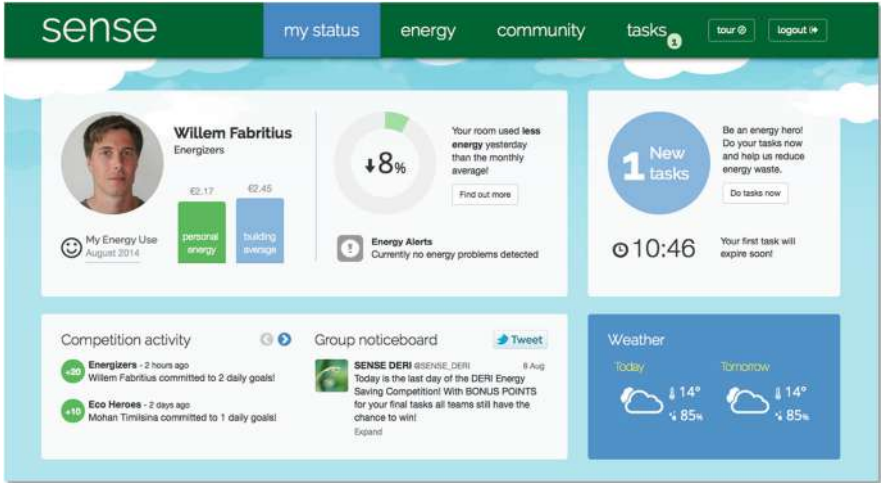 sense
my status
energy
community
tasks
1
tour
logout
Willem Fabritius
Energizers
€2.17
€2.45
personal
energy
building
average
My Energy Use
August 2014
8%
Your room used less
energy yesterday
than the monthly
average!
Find out more
Energy Alerts
Currently no energy problems detected
1 New
tasks
Be an energy hero!
Do your tasks now
and help us reduce
energy waste.
Do tasks now
10:46
Your first task will
expire soon!
Competition activity
+20
Energizers - 2 hours ago
Willem Fabritius committed to 2 daily goals!
+10
Eco Heroes - 2 days ago
Mohan Timilsina committed to 1 daily goals!
Group noticeboard
Tweet
SENSE DERI @SENSE_DERI
8 Aug
Today is the last day of the DERI Energy
Saving Competition! With BONUS POINTS
for your final tasks all teams still have the
chance to win!
Expand
Weather
Today
14°
85%
Tomorrow
14°
85%